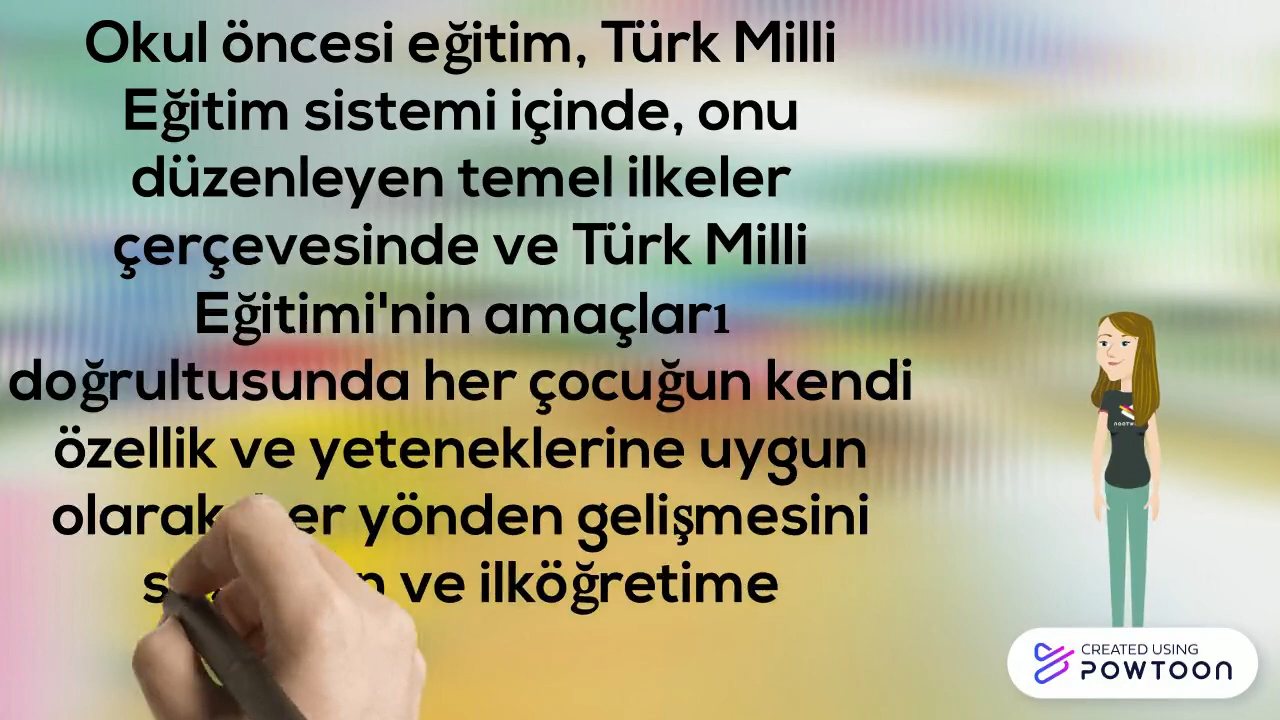 Okul öncesi eğitim, Türk Milli
Eğitim sistemi içinde, onu
düzenleyen temel ilkeler
çerçevesinde ve Türk Milli
Eğitimi'nin amaçları
doğrultusunda her çocuğun kendi
özellik ve yeteneklerine uygun
olarak yönden gelişmesini
ve ilköğretime
CREATED USING
POWTOON